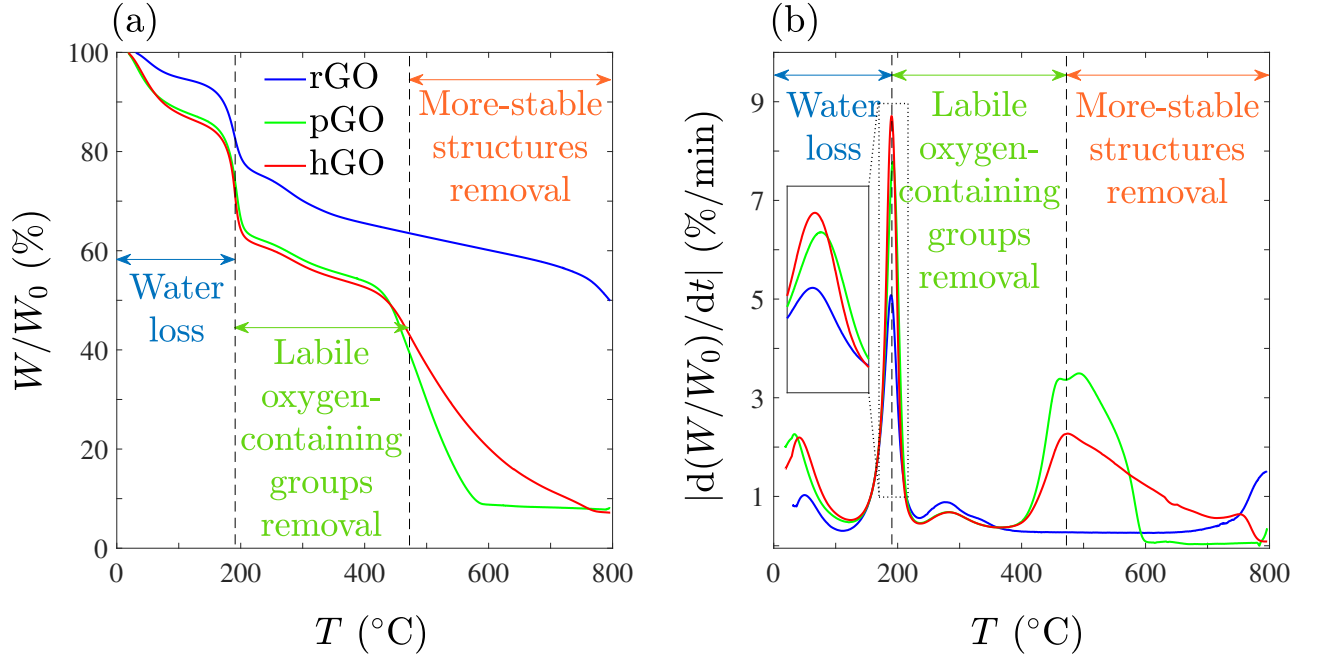 (a)
100
80
60
40
20
0
0
200
400
600
800
W/W₀ (%)
T (°C)
rGO
pGO
hGO
Water
loss
Labile
oxygen-
containing
groups
removal
More-stable
structures
removal
(b)
9
7
5
3
1
0
200
400
600
800
|d(W/W₀)/dt| (%/min)
T (°C)
Water
loss
Labile
oxygen-
containing
groups
removal
More-stable
structures
removal